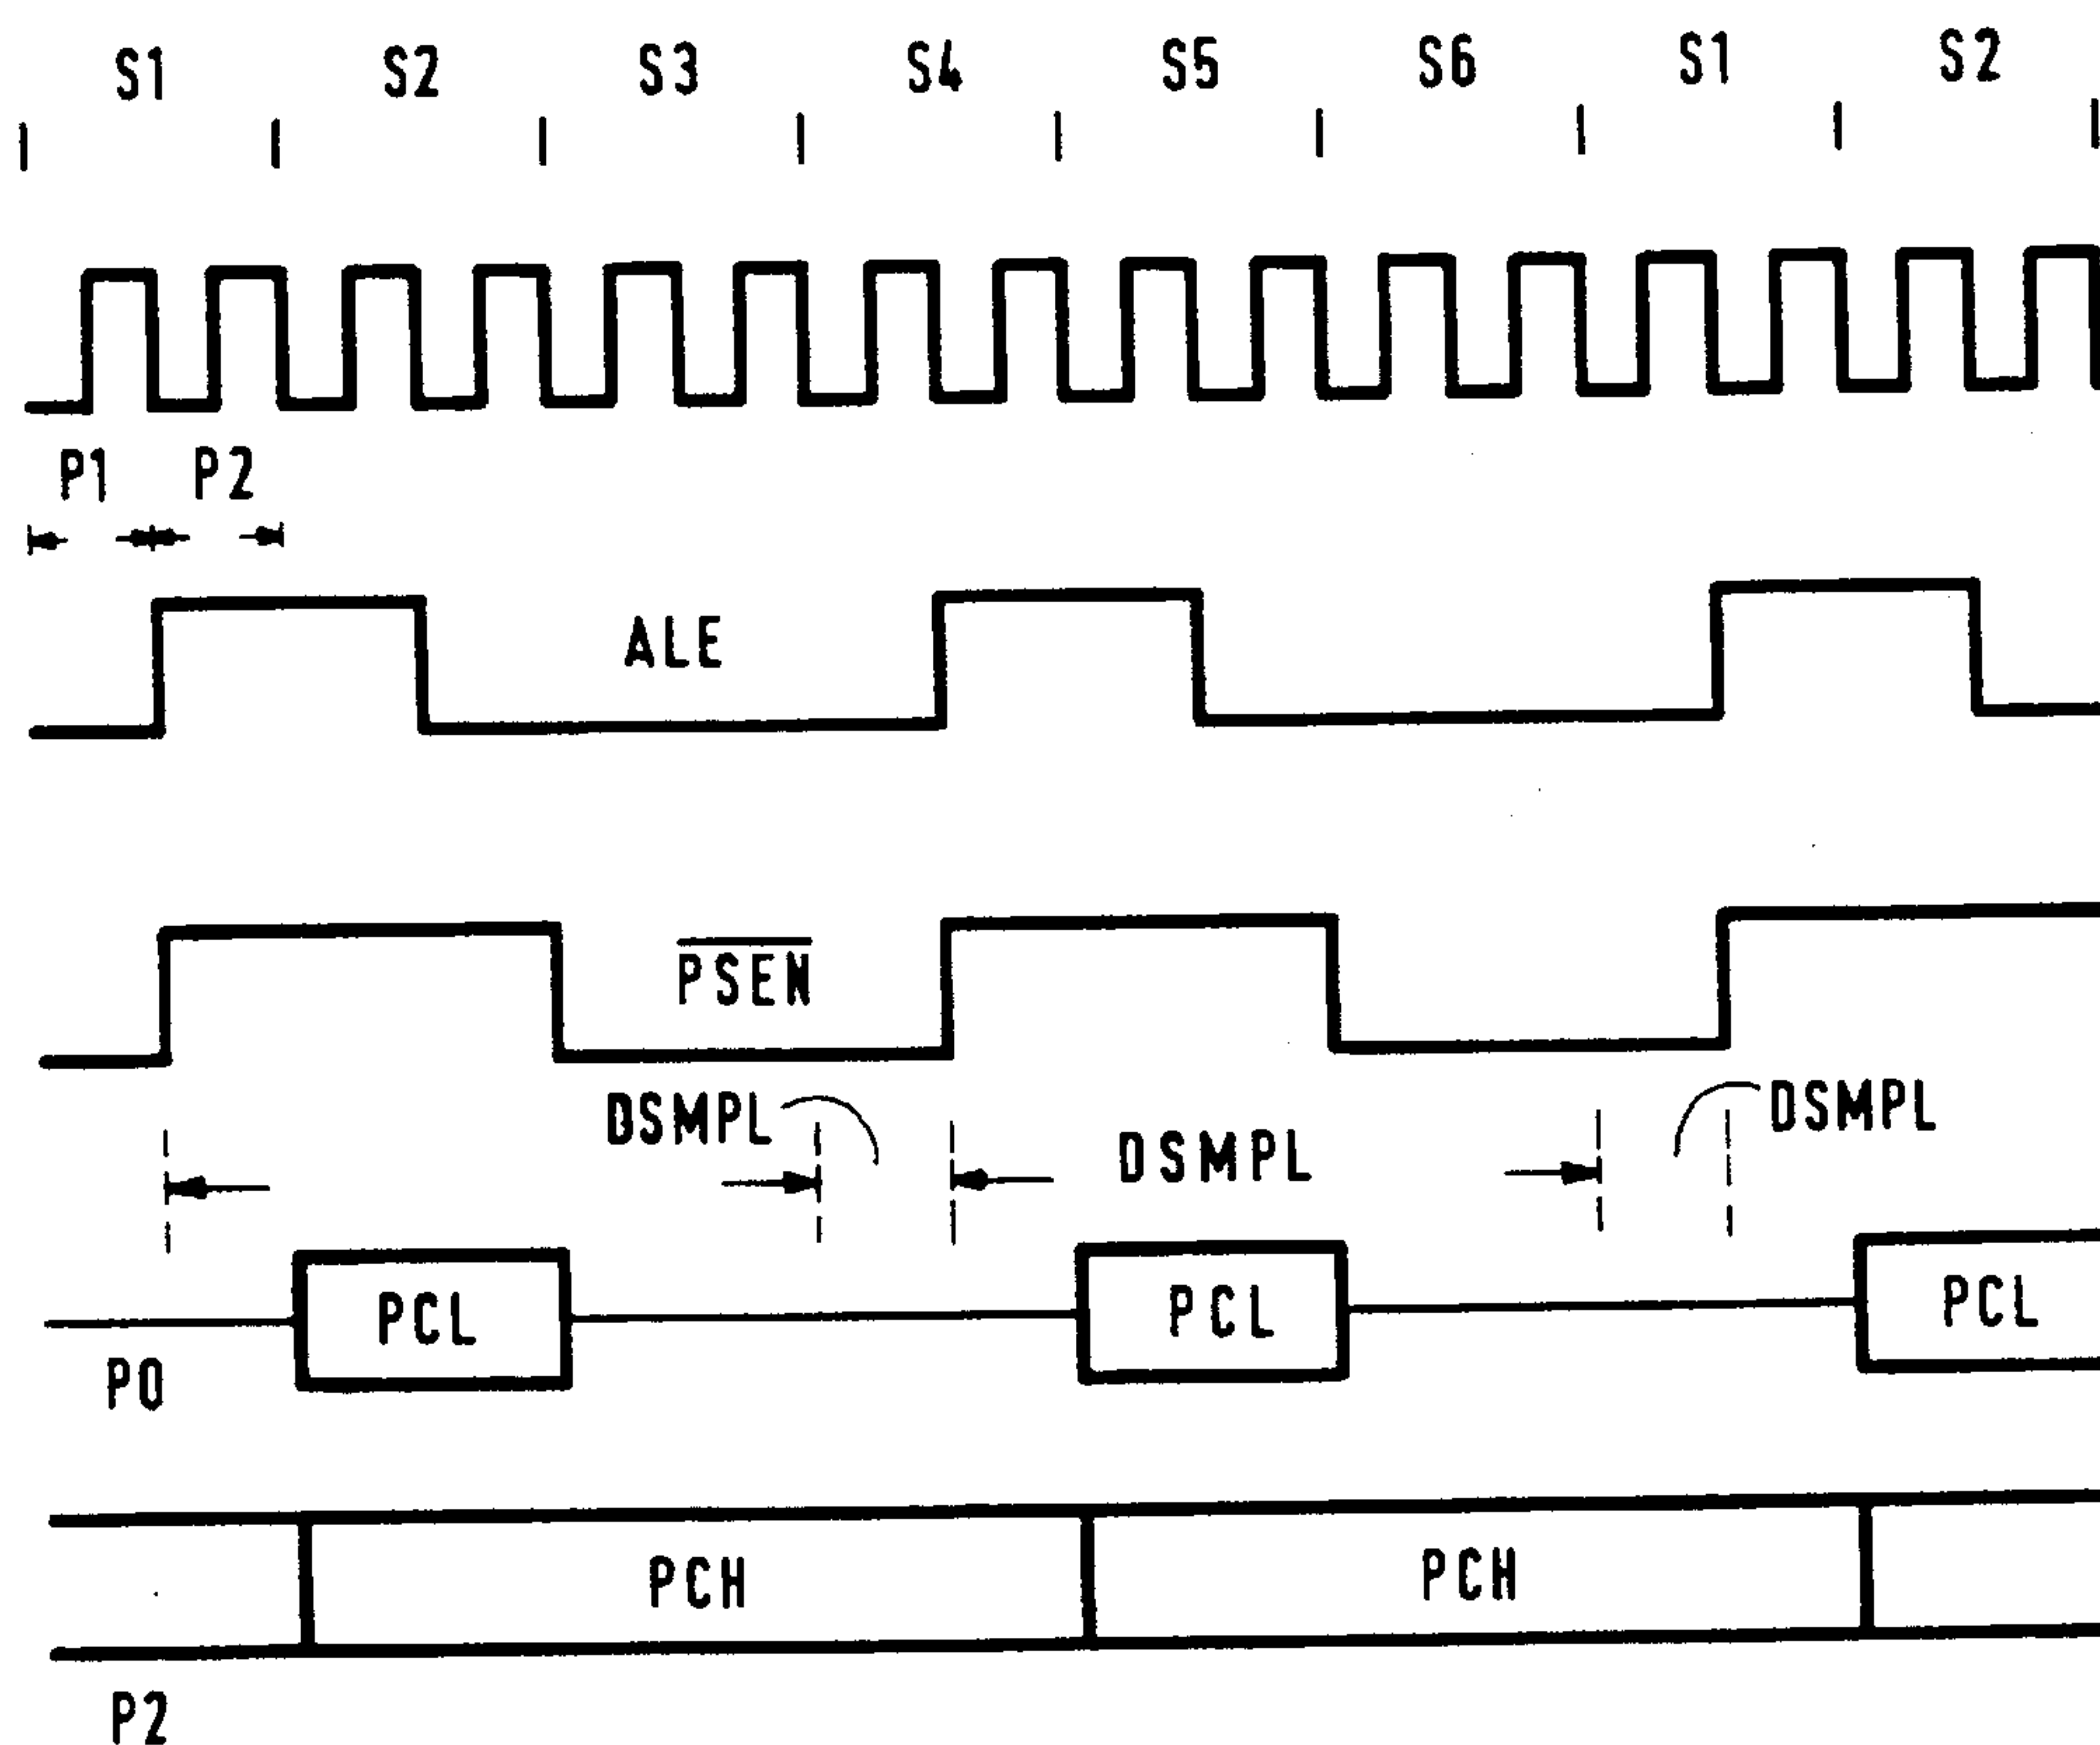 S1 S2 S3 S4 S5 S6 S1 S2
P1 P2
ALE
PSEN
DSMPL DSMPL DSMPL
PCL PCL PCL
P0
PCH PCH
P2